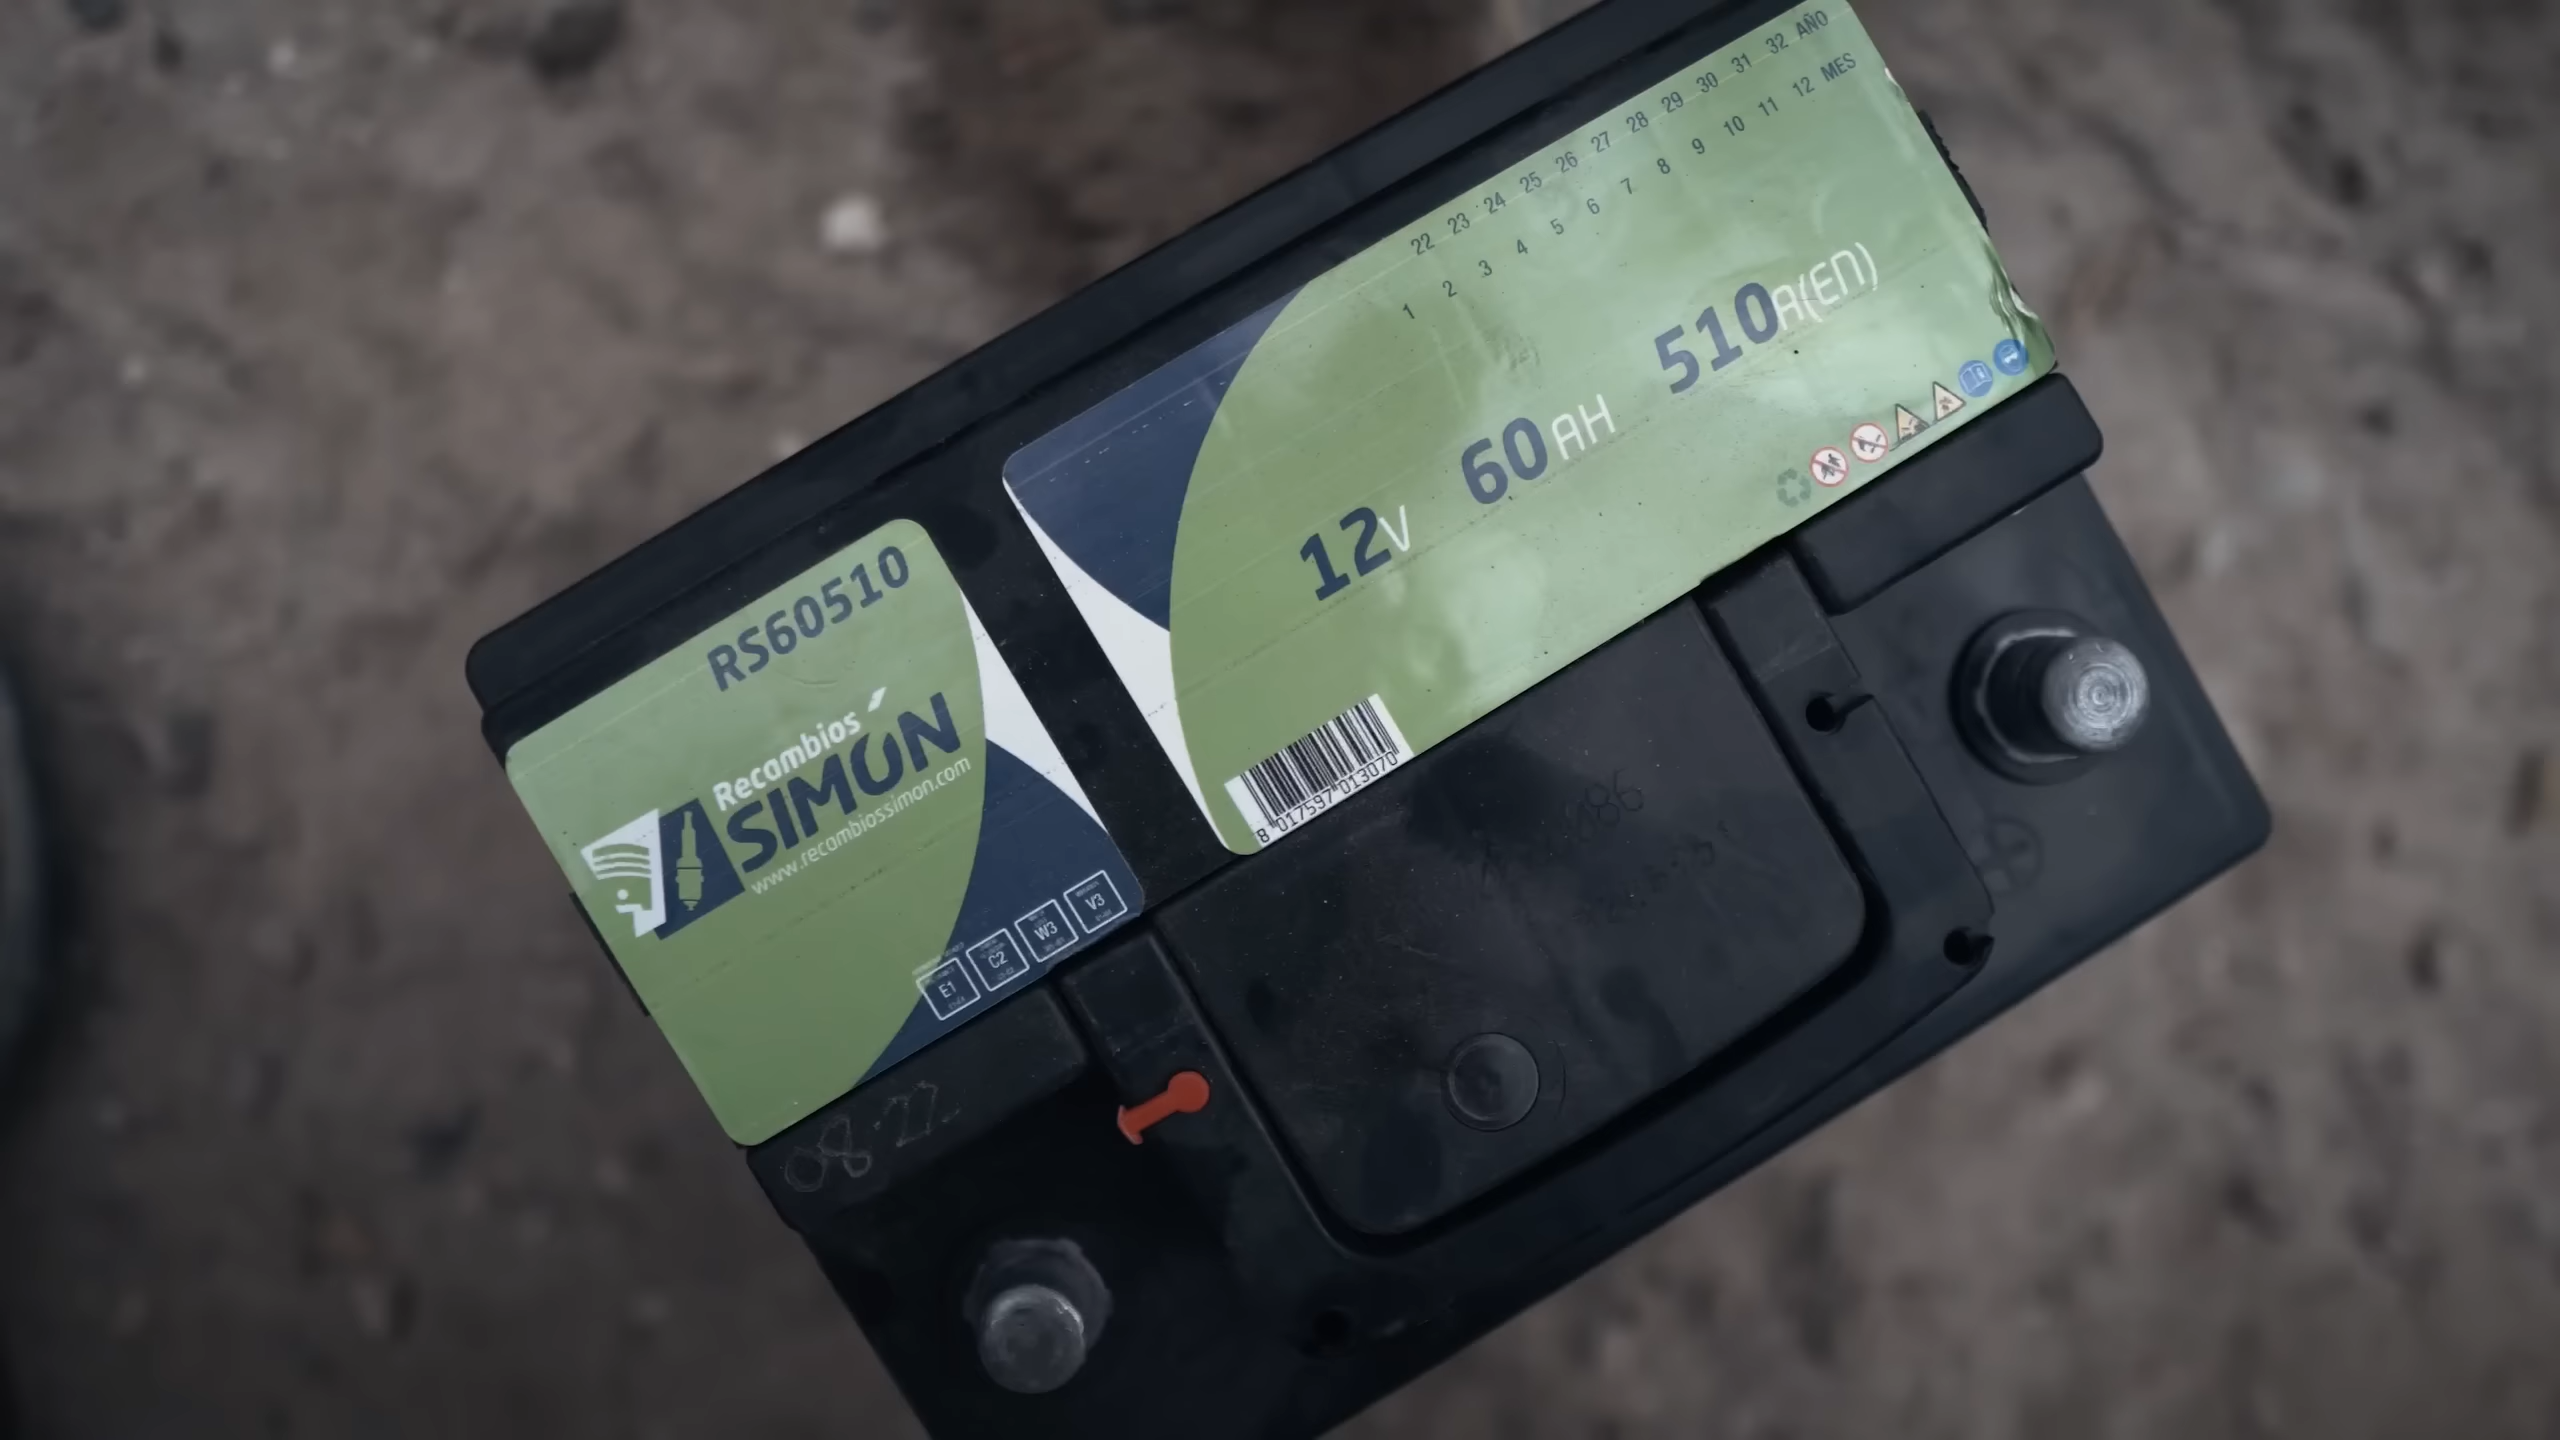 22 23 24 25 26 27 28 29 30 31 32 AÑO
1 2 3 4 5 6 7 8 9 10 11 12 MES
12V 60AH 510A(EN)
8 017597 013070
RS60510
Recambios
SIMÓN
www.recambiossimon.com
E1 C2 W3 V3
08-22